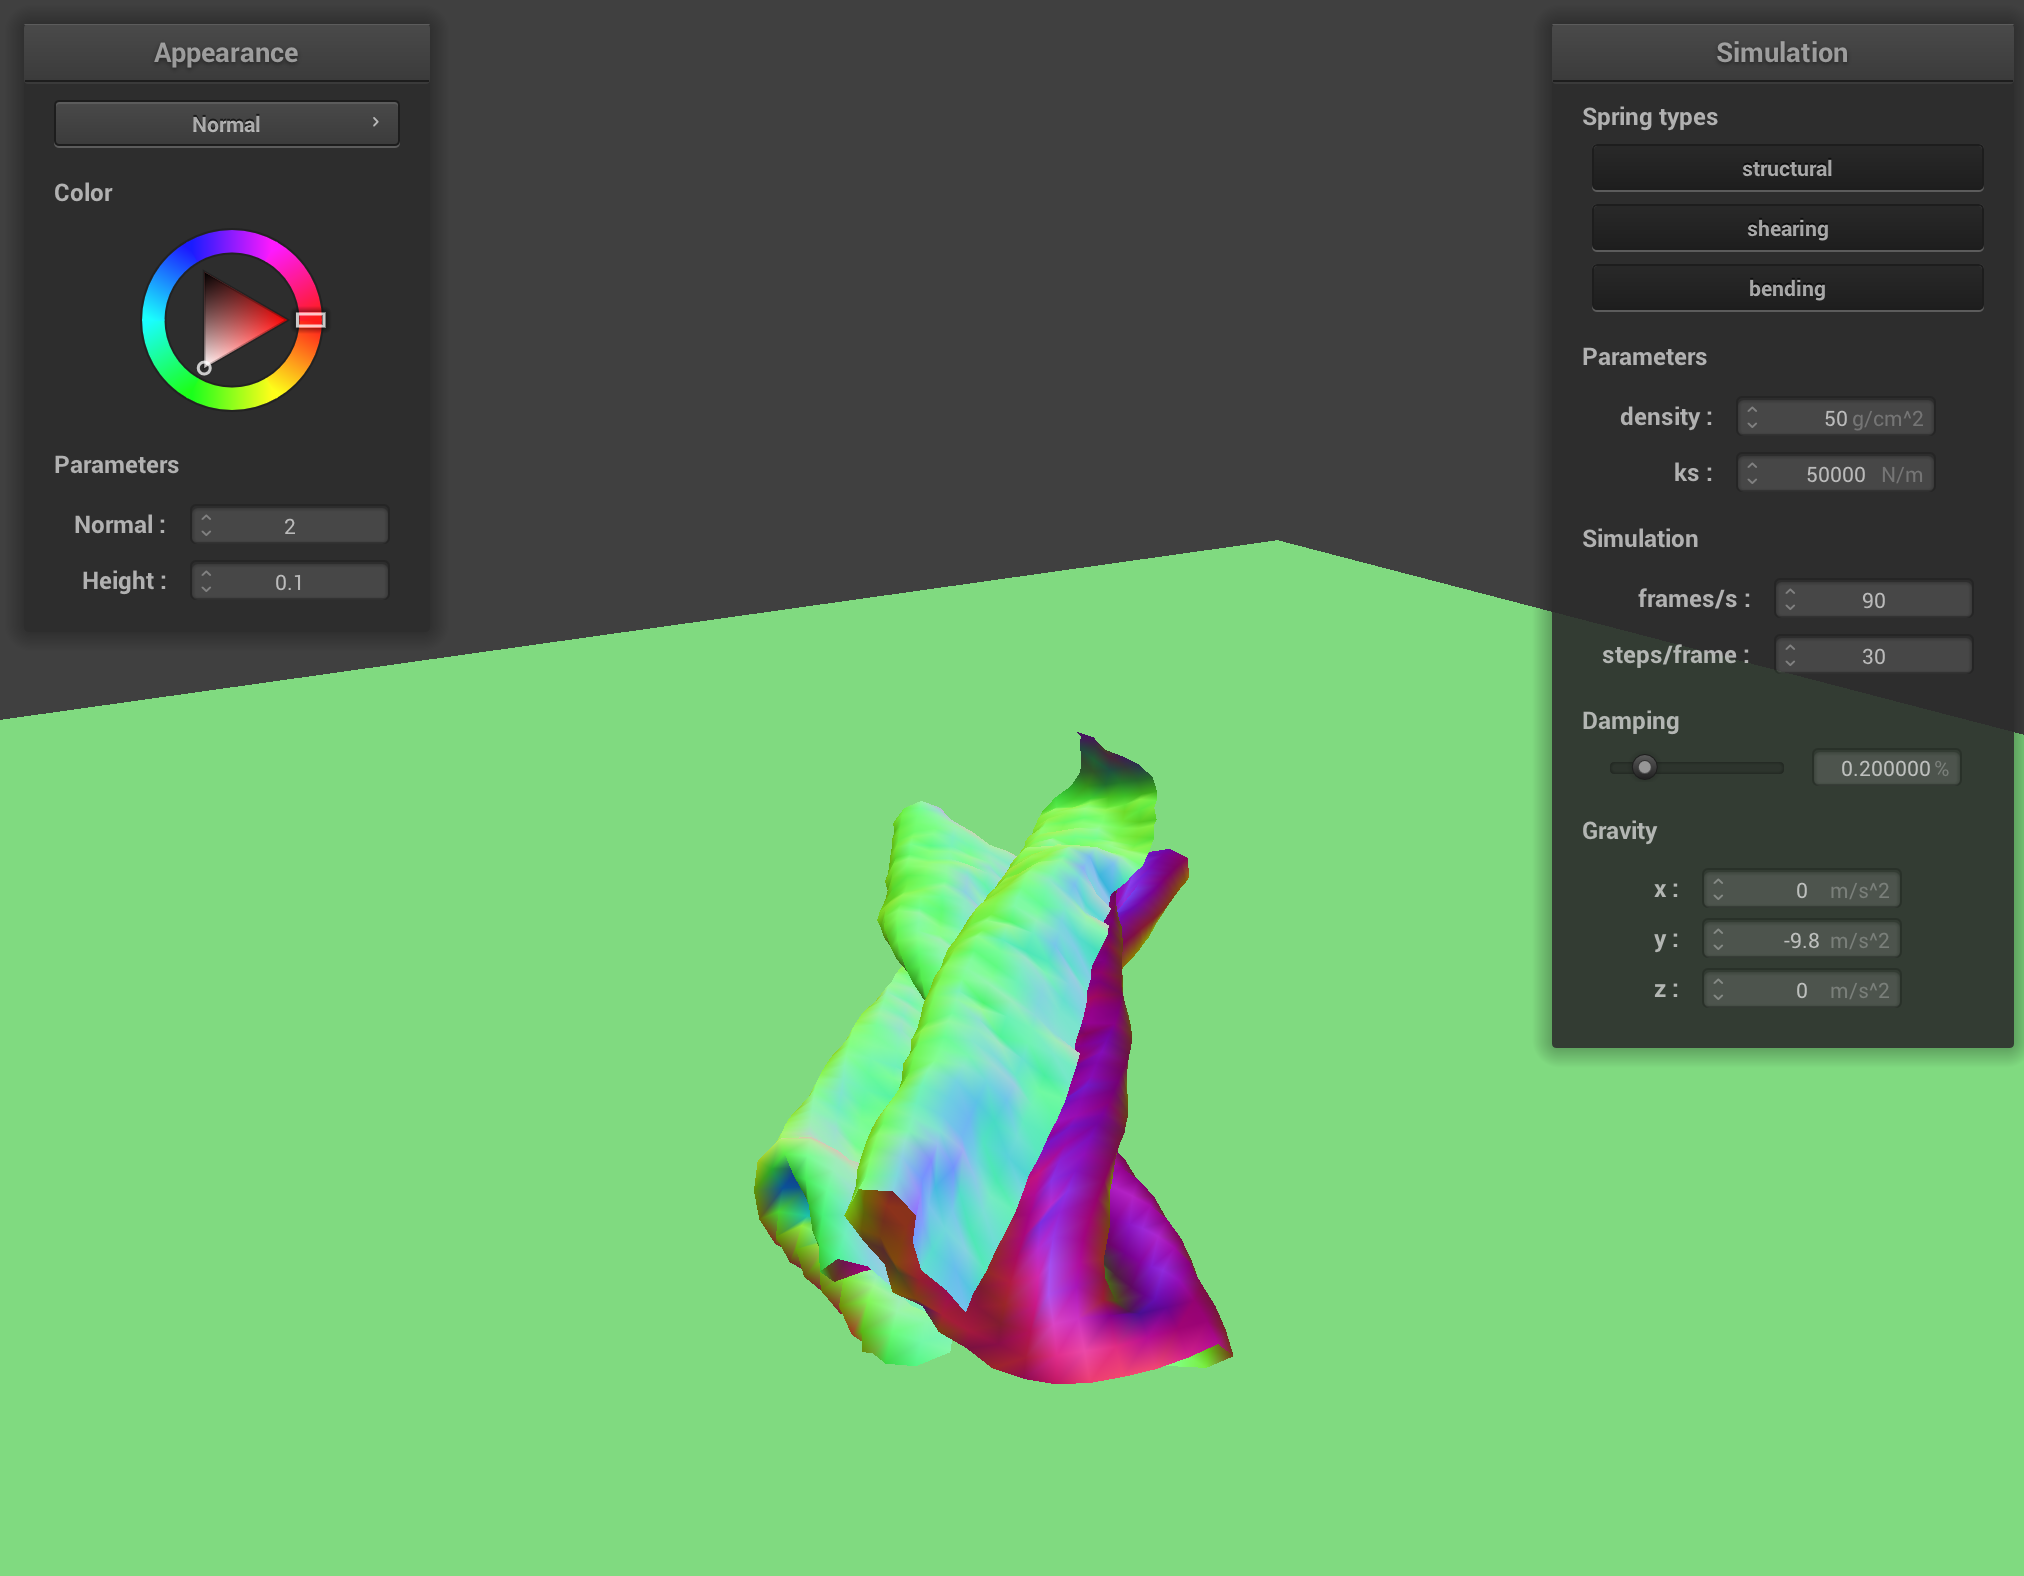 Appearance
Normal
Color
Parameters
Normal : 2
Height : 0.1
Simulation
Spring types
structural
shearing
bending
Parameters
density : 50 g/cm^2
ks : 50000 N/m
Simulation
frames/s : 90
steps/frame : 30
Damping
0.200000 %
Gravity
x : 0 m/s^2
y : -9.8 m/s^2
z : 0 m/s^2